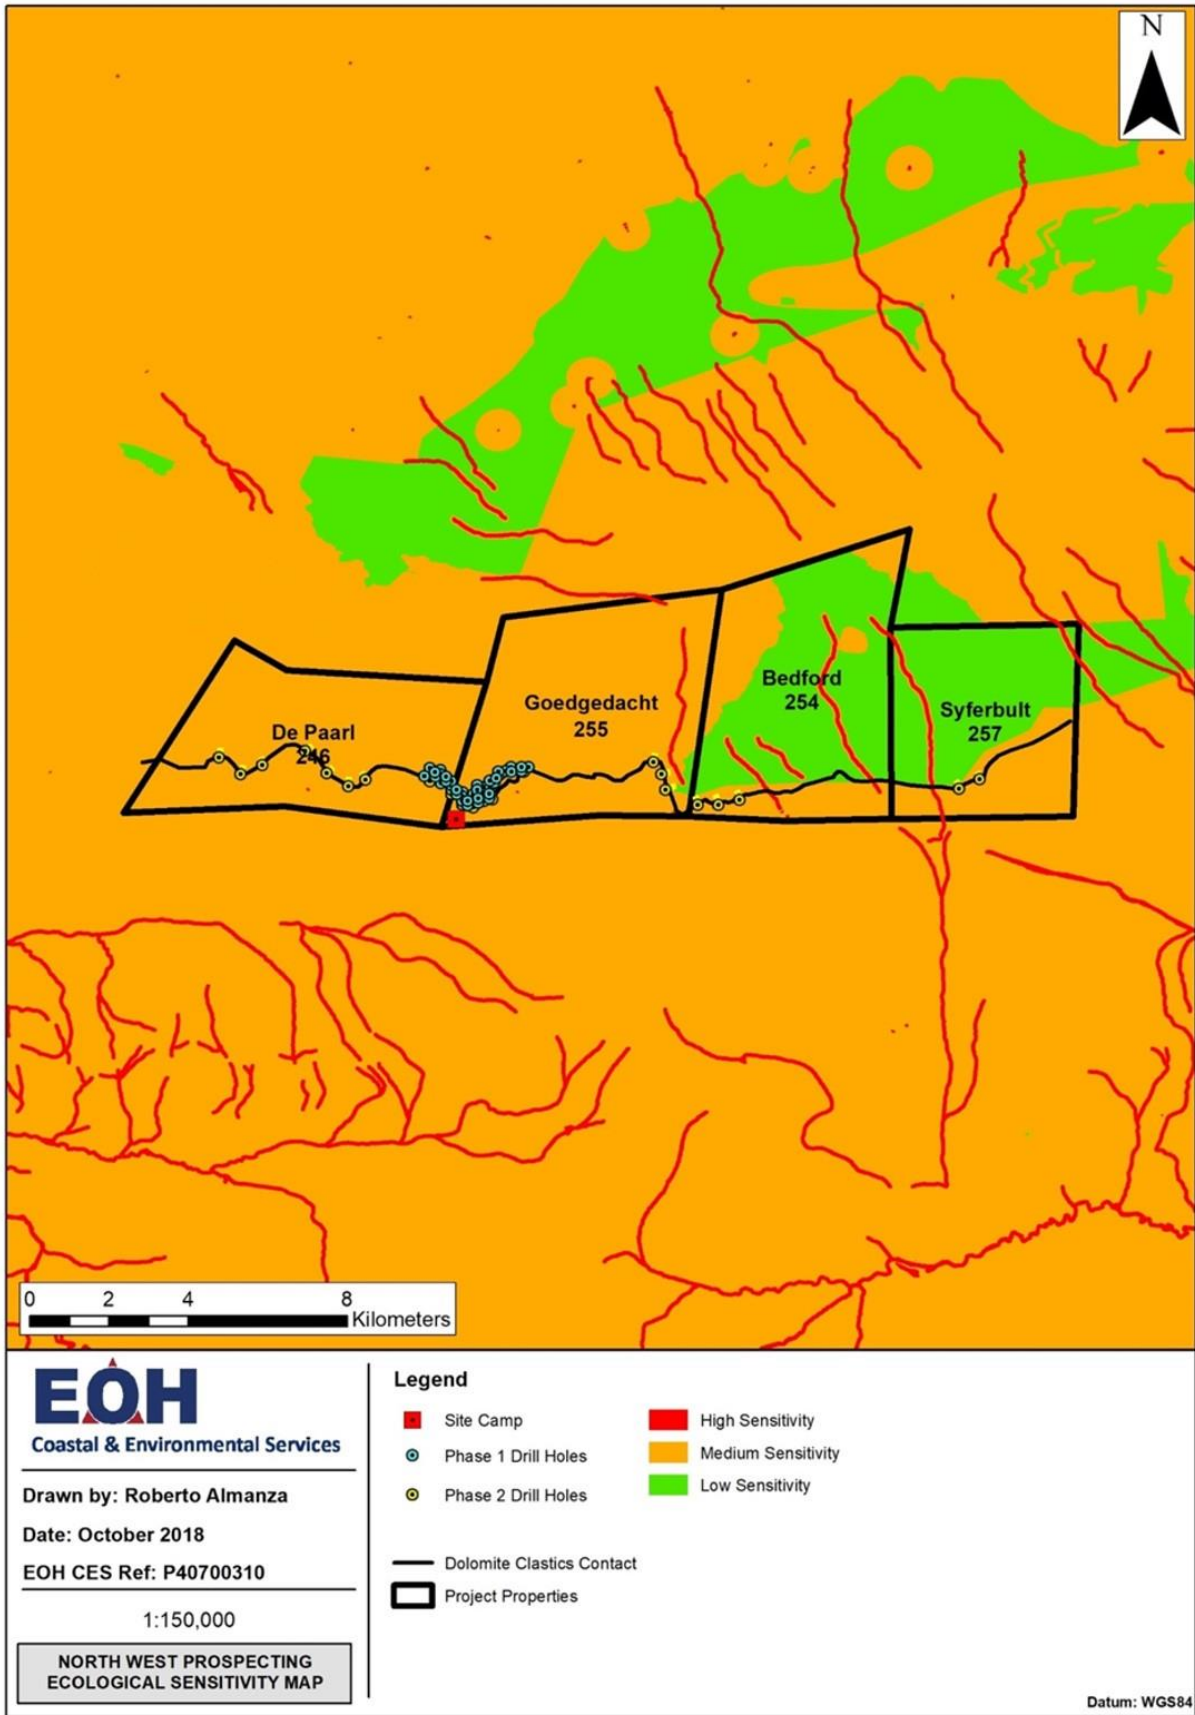 N
Bedford
254
Goedgedacht
255
Syferbult
257
De Paarl
246
0 2 4 8
Kilometers
EOH
Coastal & Environmental Services
Drawn by: Roberto Almanza
Date: October 2018
EOH CES Ref: P40700310
1:150,000
NORTH WEST PROSPECTING
ECOLOGICAL SENSITIVITY MAP
Legend
Site Camp
Phase 1 Drill Holes
Phase 2 Drill Holes
Dolomite Clastics Contact
Project Properties
High Sensitivity
Medium Sensitivity
Low Sensitivity
Datum: WGS84